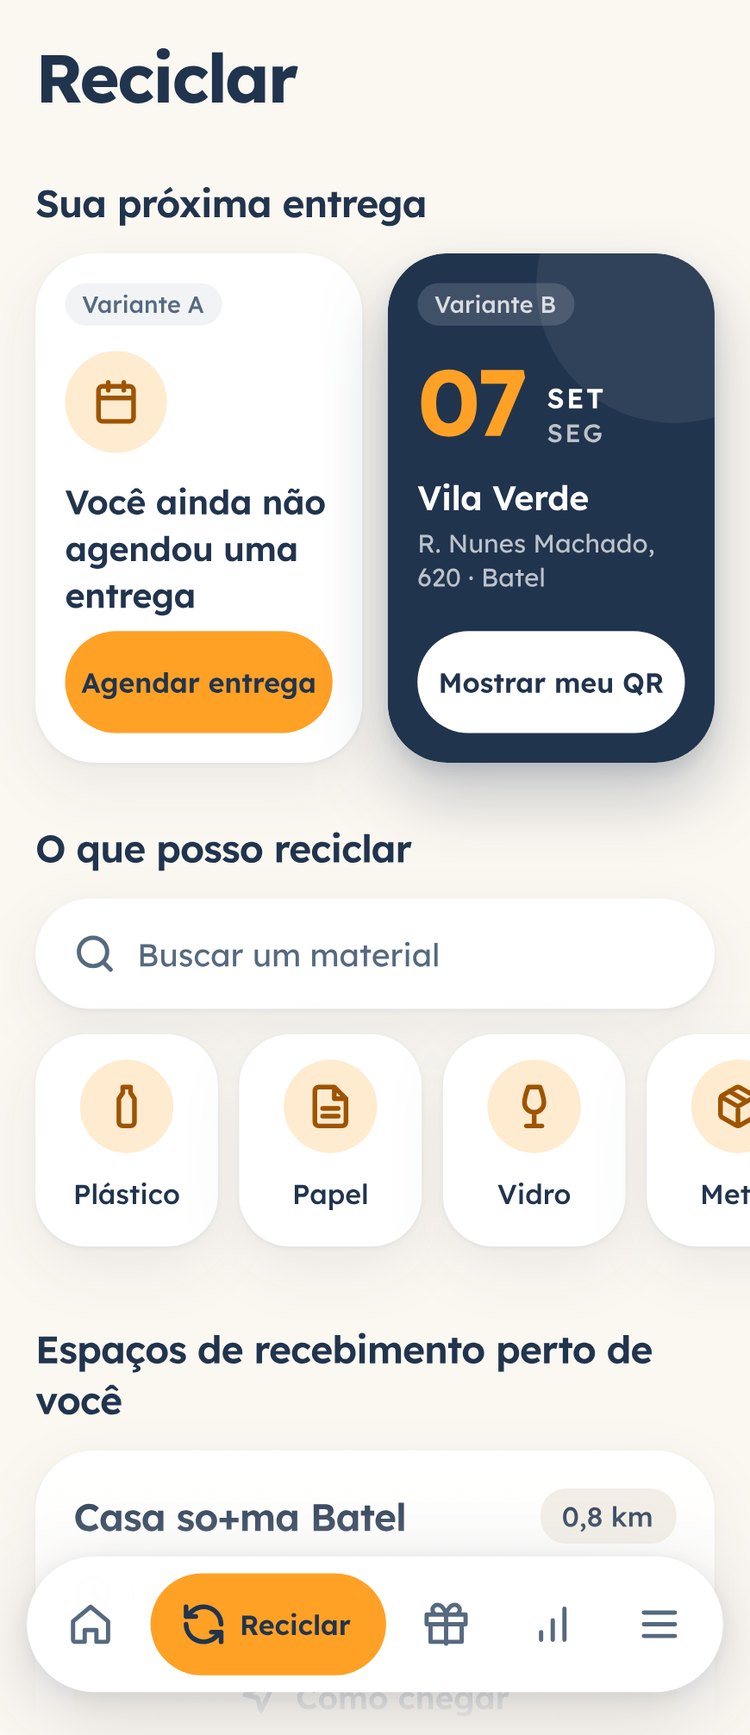 Reciclar
Sua próxima entrega
Variante A
Você ainda não
agendou uma
entrega
Agendar entrega
Variante B
07
SET
SEG
Vila Verde
R. Nunes Machado,
620 · Batel
Mostrar meu QR
O que posso reciclar
Buscar um material
Plástico
Papel
Vidro
Met
Espaços de recebimento perto de
você
Casa so+ma Batel
0,8 km
Reciclar
Como chegar